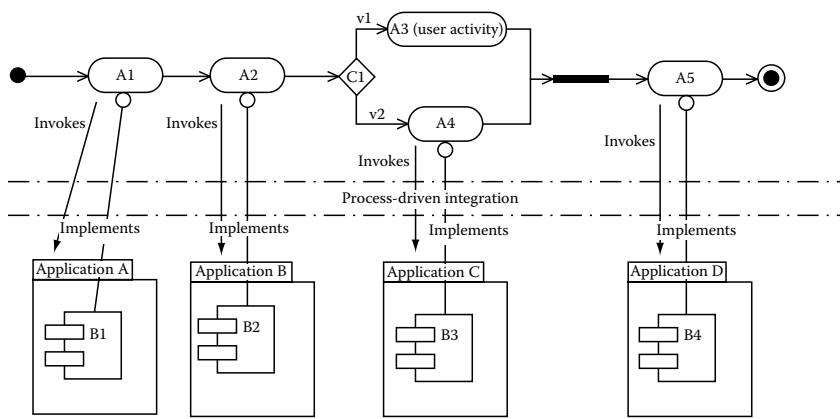 v1
A3 (user activity)
A1
A2
C1
A5
v2
A4
Invokes
Invokes
Invokes
Invokes
Process-driven integration
Implements
Implements
Implements
Implements
Application A
Application B
Application C
Application D
B1
B2
B3
B4